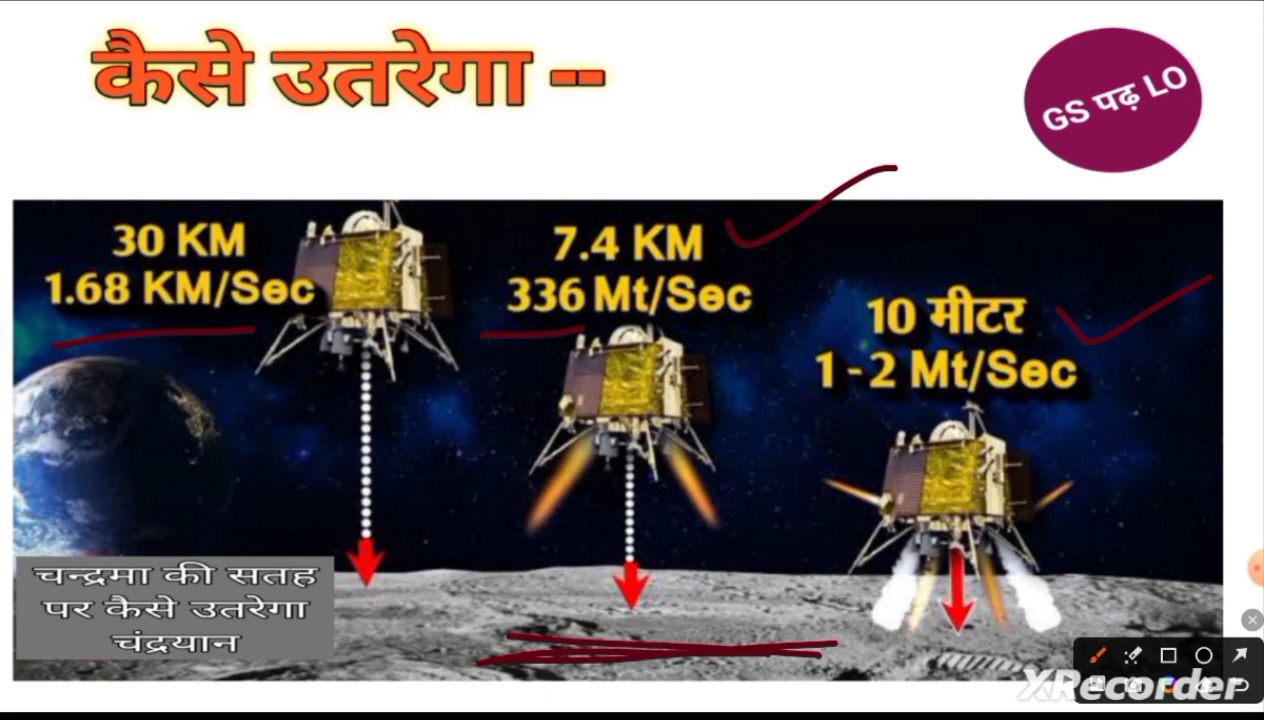 कैसे उतरेगा --
GS पढ़ LO
30 KM
1.68 KM/Sec
7.4 KM
336 Mt/Sec
10 मीटर
1-2 Mt/Sec
चन्द्रमा की सतह
पर कैसे उतरेगा
चंद्रयान
XRecorder